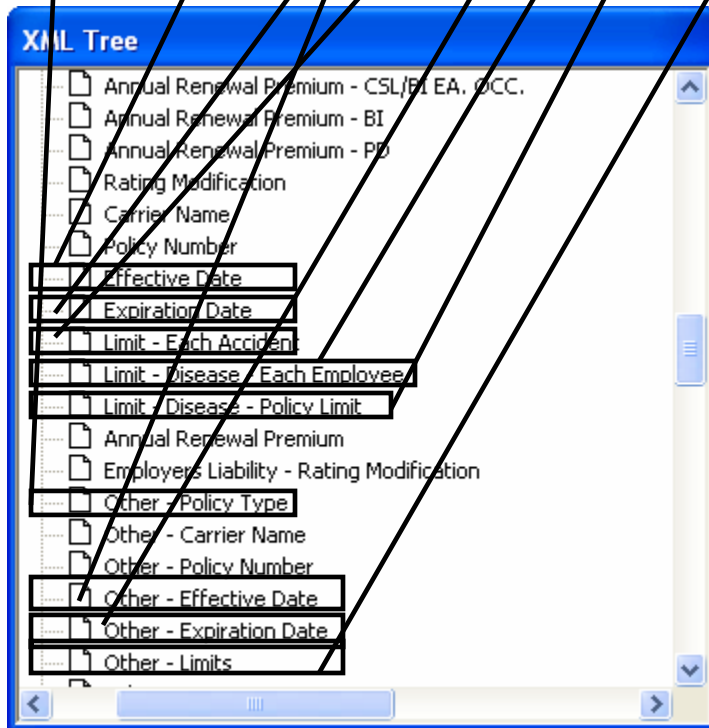 XML Tree
Annual Renewal Premium - CSL/BI EA. OCC.
Annual Renewal Premium - BI
Annual Renewal Premium - PD
Rating Modification
Carrier Name
Policy Number
Effective Date
Expiration Date
Limit - Each Accident
Limit - Disease - Each Employee
Limit - Disease - Policy Limit
Annual Renewal Premium
Employers Liability - Rating Modification
Other - Policy Type
Other - Carrier Name
Other - Policy Number
Other - Effective Date
Other - Expiration Date
Other - Limits